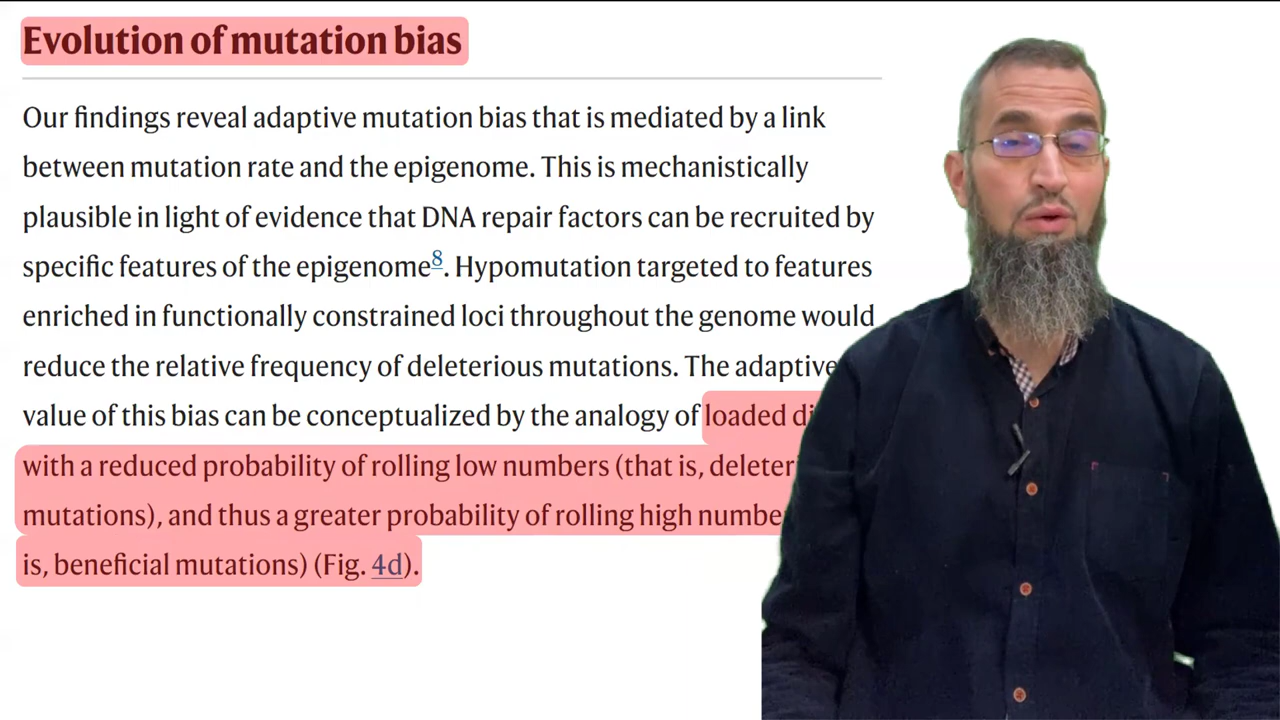 Evolution of mutation bias
Our findings reveal adaptive mutation bias that is mediated by a link
between mutation rate and the epigenome. This is mechanistically
plausible in light of evidence that DNA repair factors can be recruited by
specific features of the epigenome8. Hypomutation targeted to features
enriched in functionally constrained loci throughout the genome would
reduce the relative frequency of deleterious mutations. The adaptive
value of this bias can be conceptualized by the analogy of loaded
with a reduced probability of rolling low numbers (that is,
mutations), and thus a greater probability of rolling high
is, beneficial mutations) (Fig. 4d).